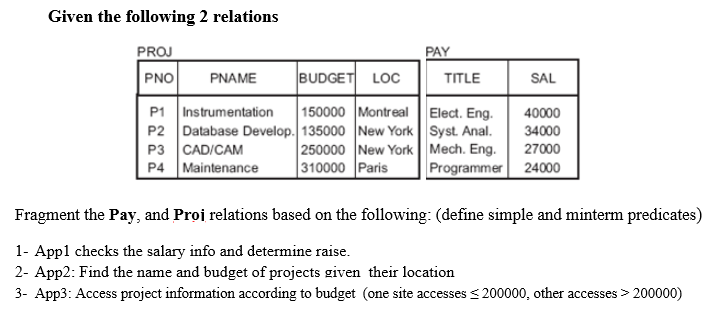 Given the following 2 relations
PROJ
PNO PNAME BUDGET LOC
P1 Instrumentation 150000 Montreal
P2 Database Develop. 135000 New York
P3 CAD/CAM 250000 New York
P4 Maintenance 310000 Paris
PAY
TITLE SAL
Elect. Eng. 40000
Syst. Anal. 34000
Mech. Eng. 27000
Programmer 24000
Fragment the Pay, and Proj relations based on the following: (define simple and minterm predicates)
1- App1 checks the salary info and determine raise.
2- App2: Find the name and budget of projects given their location
3- App3: Access project information according to budget (one site accesses ≤ 200000, other accesses > 200000)